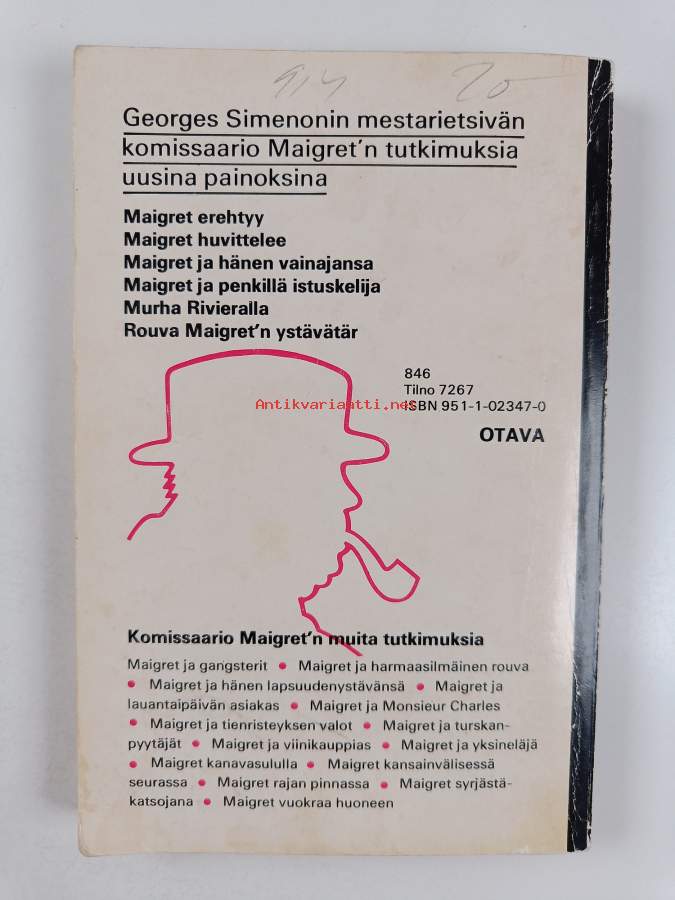 914 20
Georges Simenonin mestarietsivän
komissaario Maigret'n tutkimuksia
uusina painoksina
Maigret erehtyy
Maigret huvittelee
Maigret ja hänen vainajansa
Maigret ja penkillä istuskelija
Murha Rivieralla
Rouva Maigret'n ystävätär
846
Tilno 7267
Antikvariaatti.net
ISBN 951-1-02347-0
OTAVA
Komissaario Maigret'n muita tutkimuksia
Maigret ja gangsterit • Maigret ja harmaasilmäinen rouva
• Maigret ja hänen lapsuudenystävänsä • Maigret ja
lauantaipäivän asiakas • Maigret ja Monsieur Charles
• Maigret ja tienristeyksen valot • Maigret ja turskan-
pyytäjät • Maigret ja viinikauppias • Maigret ja yksineläjä
• Maigret kanavasululla • Maigret kansainvälisessä
seurassa • Maigret rajan pinnassa • Maigret syrjästä-
katsojana • Maigret vuokraa huoneen